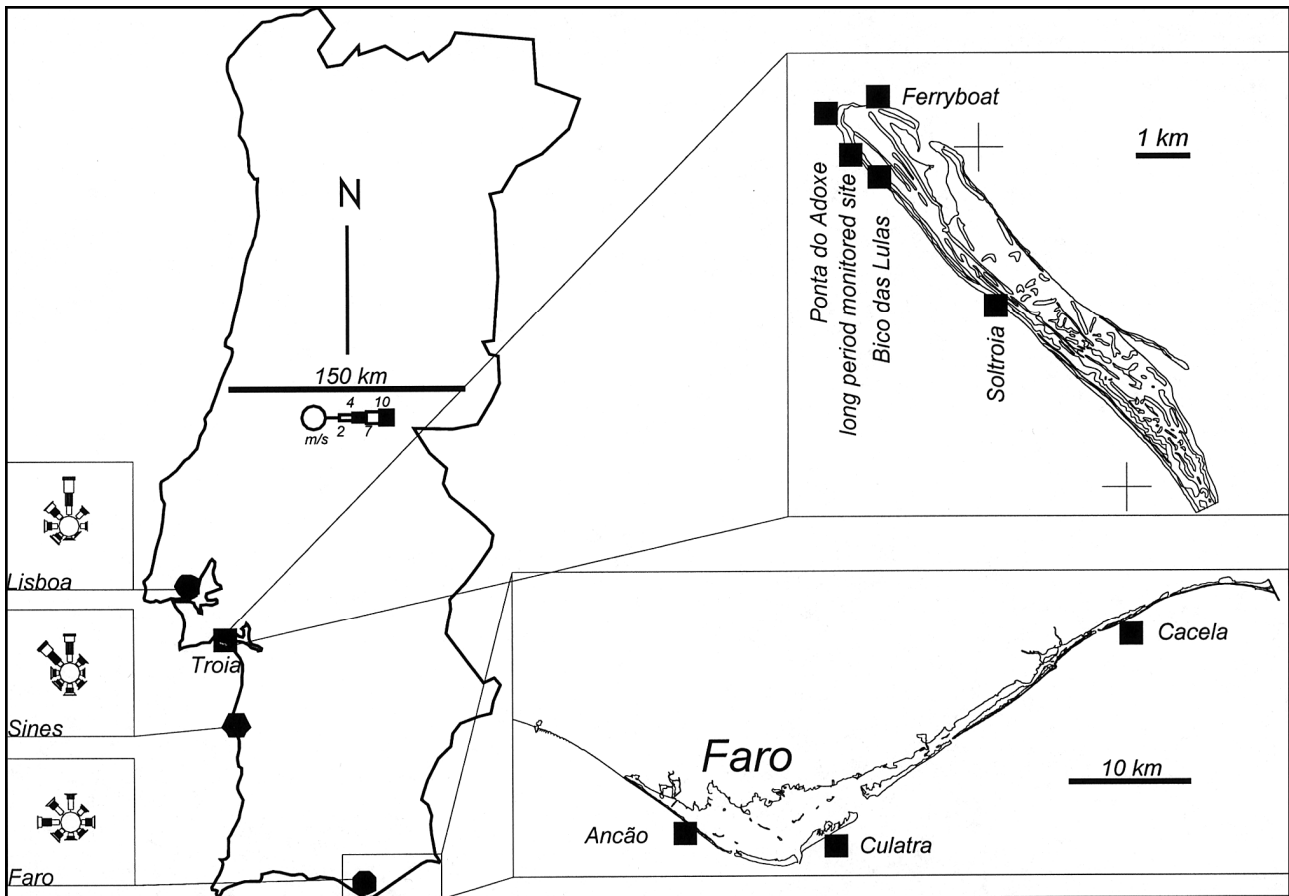 N
150 km
4 10
m/s 2 7
Lisboa
Troia
Sines
Faro
Ferryboat
1 km
Ponta do Adoxe
long period monitored site
Bico das Lulas
Soltroia
Faro
Cacela
10 km
Ancão
Culatra